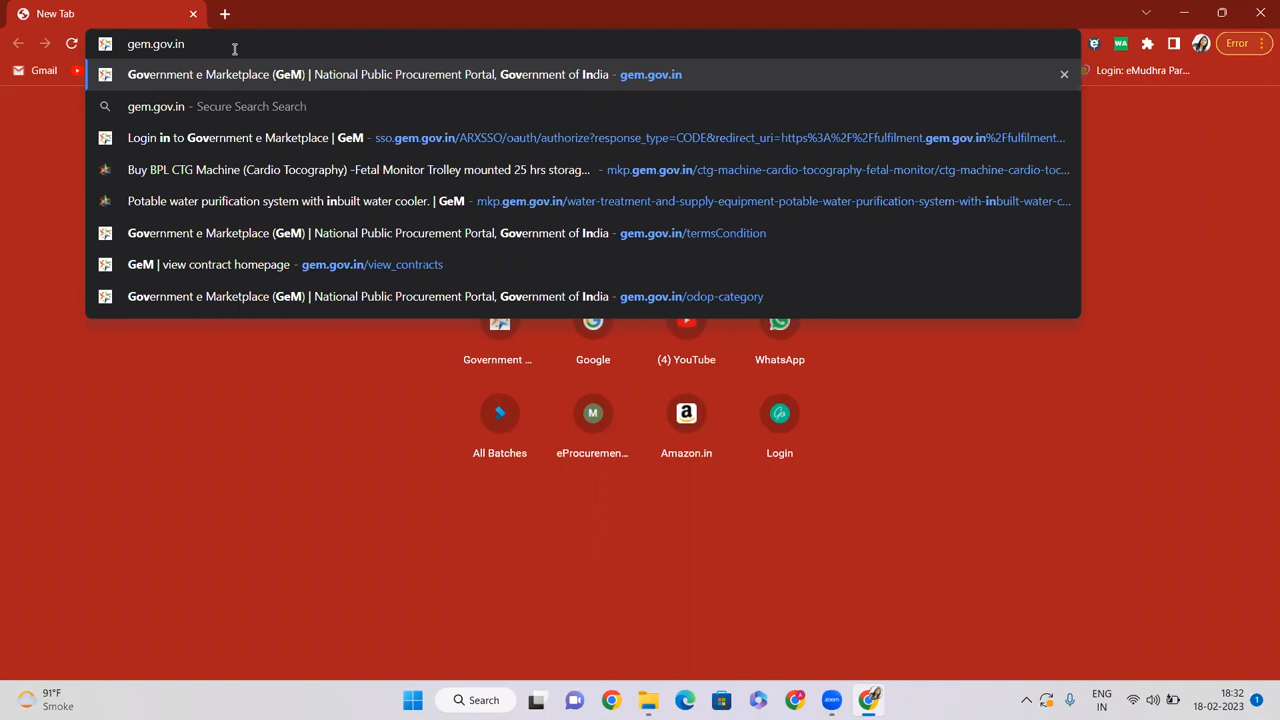 New Tab
gem.gov.in
Error
Gmail
Login: eMudhra Par...
Government e Marketplace (GeM) | National Public Procurement Portal, Government of India - gem.gov.in
gem.gov.in - Secure Search Search
Login in to Government e Marketplace | GeM - sso.gem.gov.in/ARXSSO/oauth/authorize?response_type=CODE&redirect_uri=https%3A%2F%2Ffulfilment.gem.gov.in%2Ffulfilment...
Buy BPL CTG Machine (Cardio Tocography) -Fetal Monitor Trolley mounted 25 hrs storag... - mkp.gem.gov.in/ctg-machine-cardio-tocography-fetal-monitor/ctg-machine-cardio-toc...
Potable water purification system with inbuilt water cooler. | GeM - mkp.gem.gov.in/water-treatment-and-supply-equipment-potable-water-purification-system-with-inbuilt-water-c...
Government e Marketplace (GeM) | National Public Procurement Portal, Government of India - gem.gov.in/termsCondition
GeM | view contract homepage - gem.gov.in/view_contracts
Government e Marketplace (GeM) | National Public Procurement Portal, Government of India - gem.gov.in/odop-category
Government ...
Google
(4) YouTube
WhatsApp
M
a
Go
All Batches
eProcuremen...
Amazon.in
Login
WA
91°F
Smoke
Search
ENG
IN
18:32
18-02-2023
1